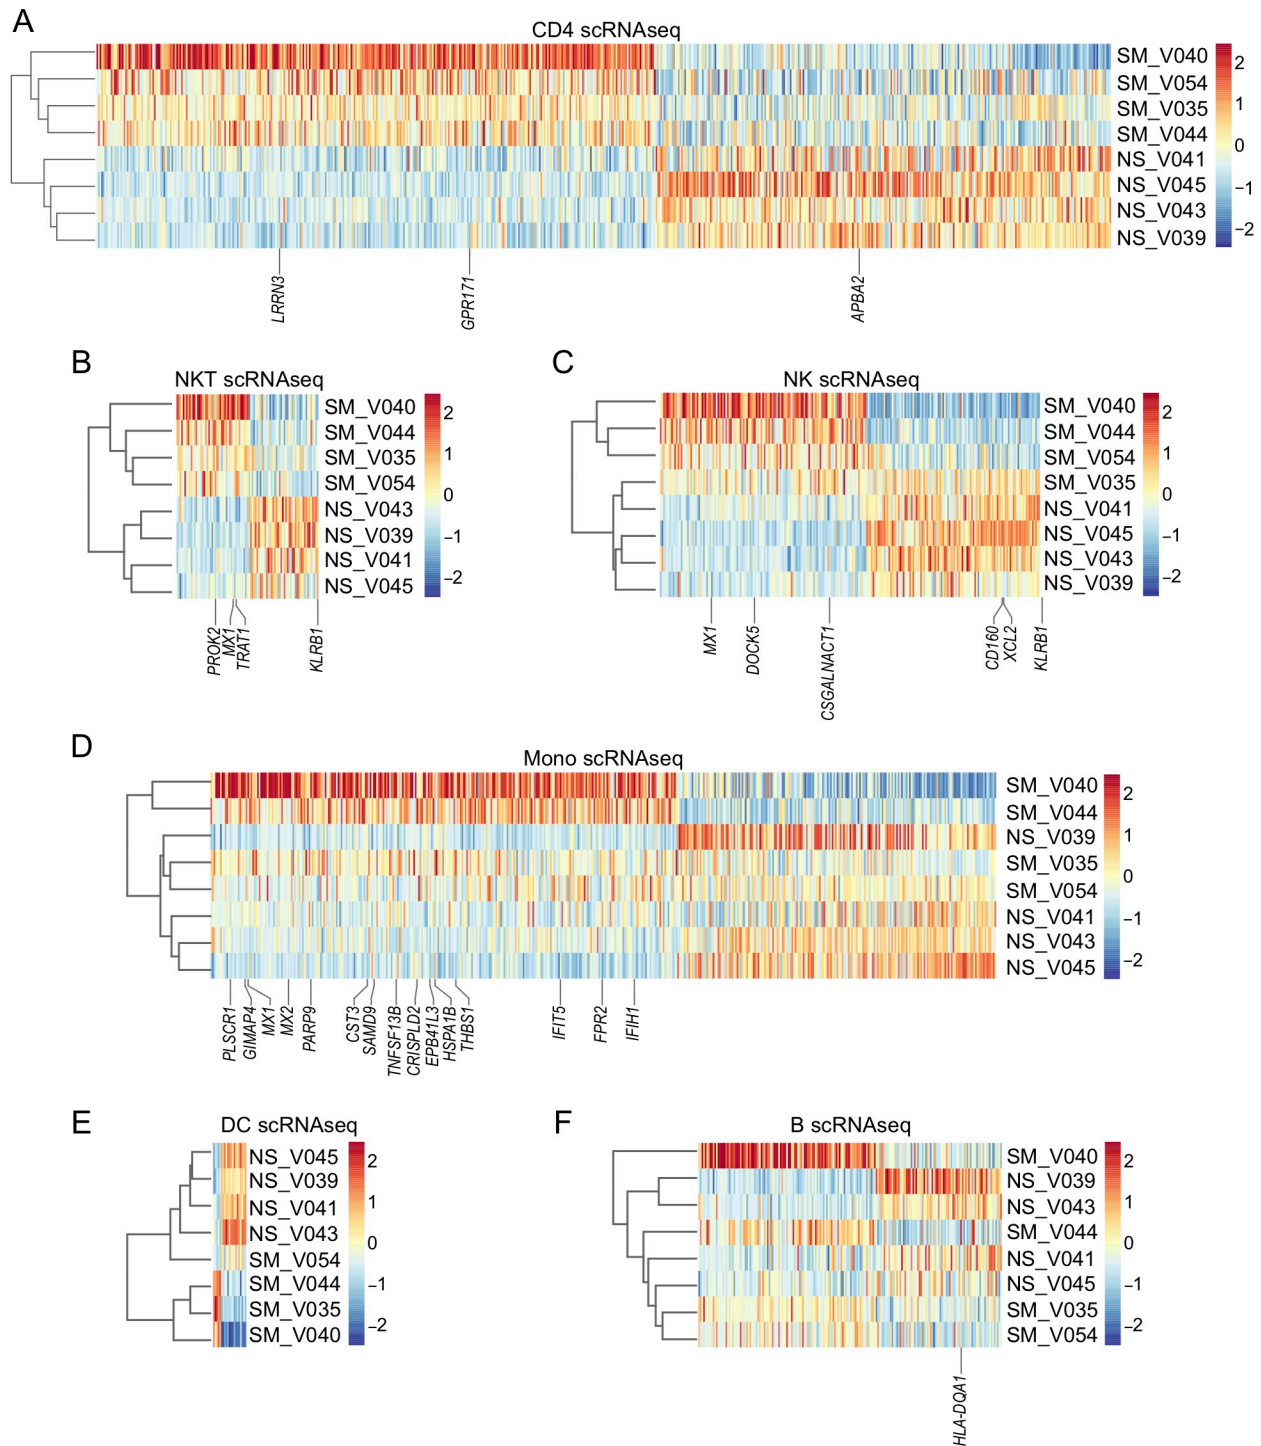 A
CD4 scRNAseq
SM_V040
SM_V054
SM_V035
SM_V044
NS_V041
NS_V045
NS_V043
NS_V039
2
1
0
−1
−2
LRRN3
GPR171
APBA2
B
NKT scRNAseq
SM_V040
SM_V044
SM_V035
SM_V054
NS_V043
NS_V039
NS_V041
NS_V045
2
1
0
−1
−2
PROK2
MX1
TRAT1
KLRB1
C
NK scRNAseq
SM_V040
SM_V044
SM_V054
SM_V035
NS_V041
NS_V045
NS_V043
NS_V039
2
1
0
−1
−2
MX1
DOCK5
CSGALNACT1
CD160
XCL2
KLRB1
D
Mono scRNAseq
SM_V040
SM_V044
NS_V039
SM_V035
SM_V054
NS_V041
NS_V043
NS_V045
2
1
0
−1
−2
PLSCR1
GIMAP4
MX1
MX2
PARP9
CST3
SAMD9
TNFSF13B
CRISPLD2
EPB41L3
HSPA1B
THBS1
IFIT5
FPR2
IFIH1
E
DC scRNAseq
NS_V045
NS_V039
NS_V041
NS_V043
SM_V054
SM_V044
SM_V035
SM_V040
2
1
0
−1
−2
F
B scRNAseq
SM_V040
NS_V039
NS_V043
SM_V044
NS_V041
NS_V045
SM_V035
SM_V054
2
1
0
−1
−2
HLA-DQA1